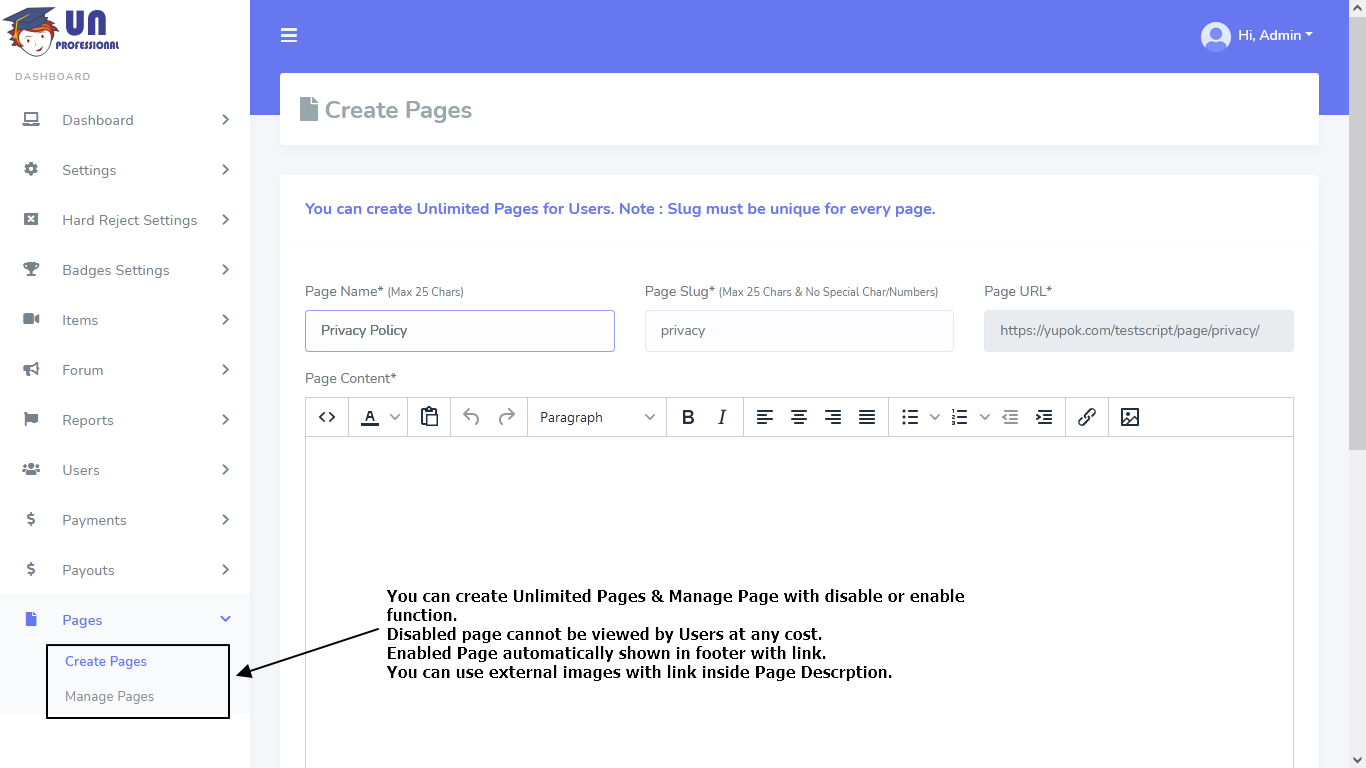 UN
PROFESSIONAL
DASHBOARD
Dashboard
Settings
Hard Reject Settings
Badges Settings
Items
Forum
Reports
Users
Payments
Payouts
Pages
Create Pages
Manage Pages
Hi, Admin
Create Pages
You can create Unlimited Pages for Users. Note : Slug must be unique for every page.
Page Name* (Max 25 Chars)
Privacy Policy
Page Slug* (Max 25 Chars & No Special Char/Numbers)
privacy
Page URL*
https://yupok.com/testscript/page/privacy/
Page Content*
A Paragraph B I
You can create Unlimited Pages & Manage Page with disable or enable
function.
Disabled page cannot be viewed by Users at any cost.
Enabled Page automatically shown in footer with link.
You can use external images with link inside Page Descrption.